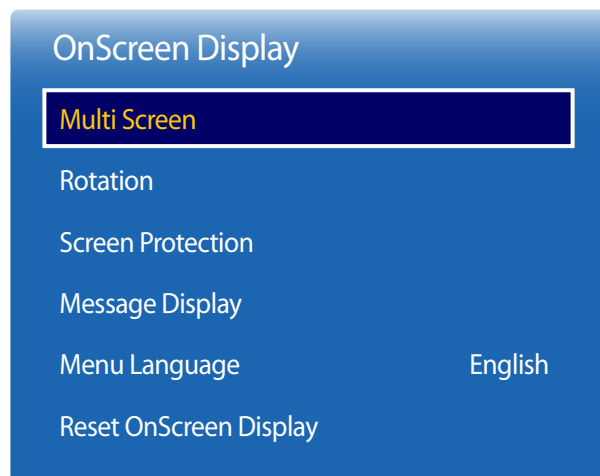 OnScreen Display
Multi Screen
Rotation
Screen Protection
Message Display
Menu Language English
Reset OnScreen Display